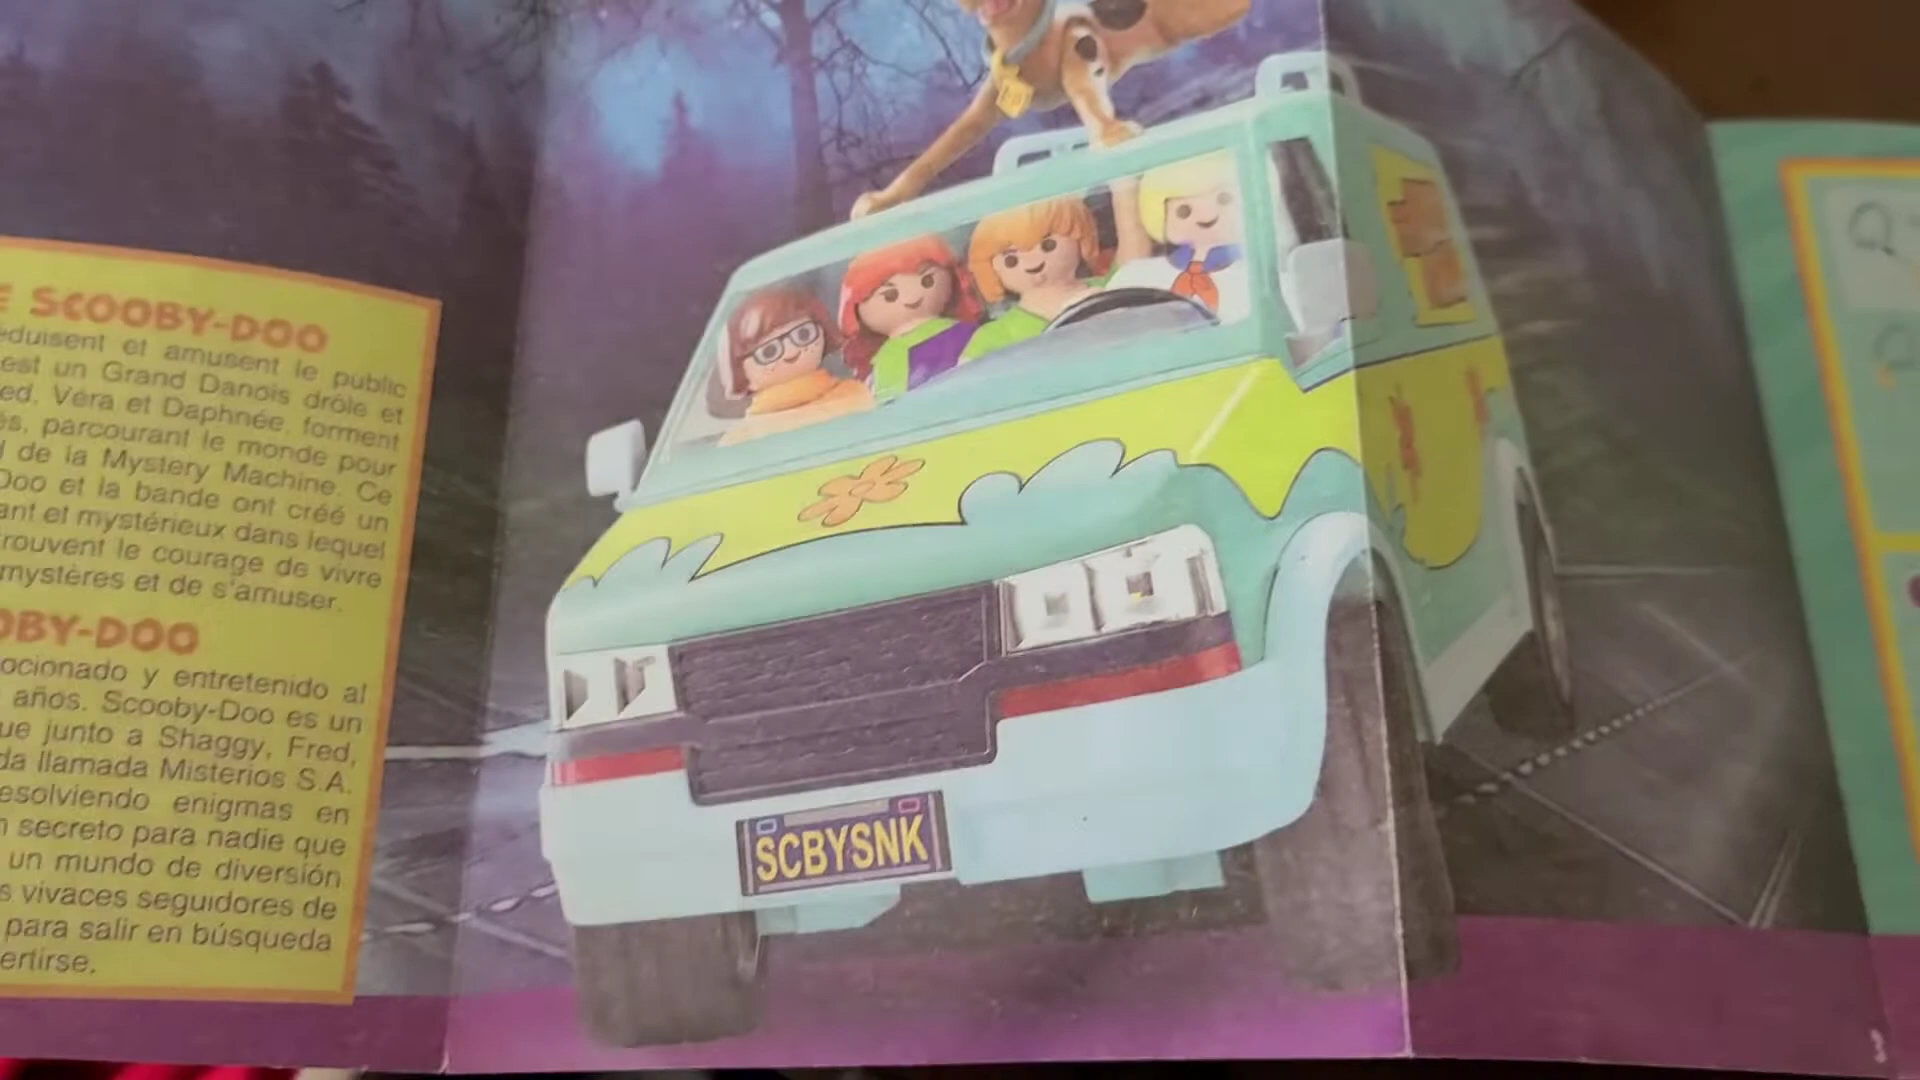 E SCOOBY-DOO
éduisent et amusent le public
est un Grand Danois drôle et
ed, Véra et Daphnée, forment
és, parcourant le monde pour
d de la Mystery Machine. Ce
Doo et la bande ont créé un
ant et mystérieux dans lequel
rouvent le courage de vivre
mystères et de s'amuser.
OBY-DOO
ocionado y entretenido al
años. Scooby-Doo es un
ue junto a Shaggy, Fred,
da llamada Misterios S.A.
esolviendo enigmas en
n secreto para nadie que
un mundo de diversión
s vivaces seguidores de
para salir en búsqueda
ertirse.
SCBYSNK